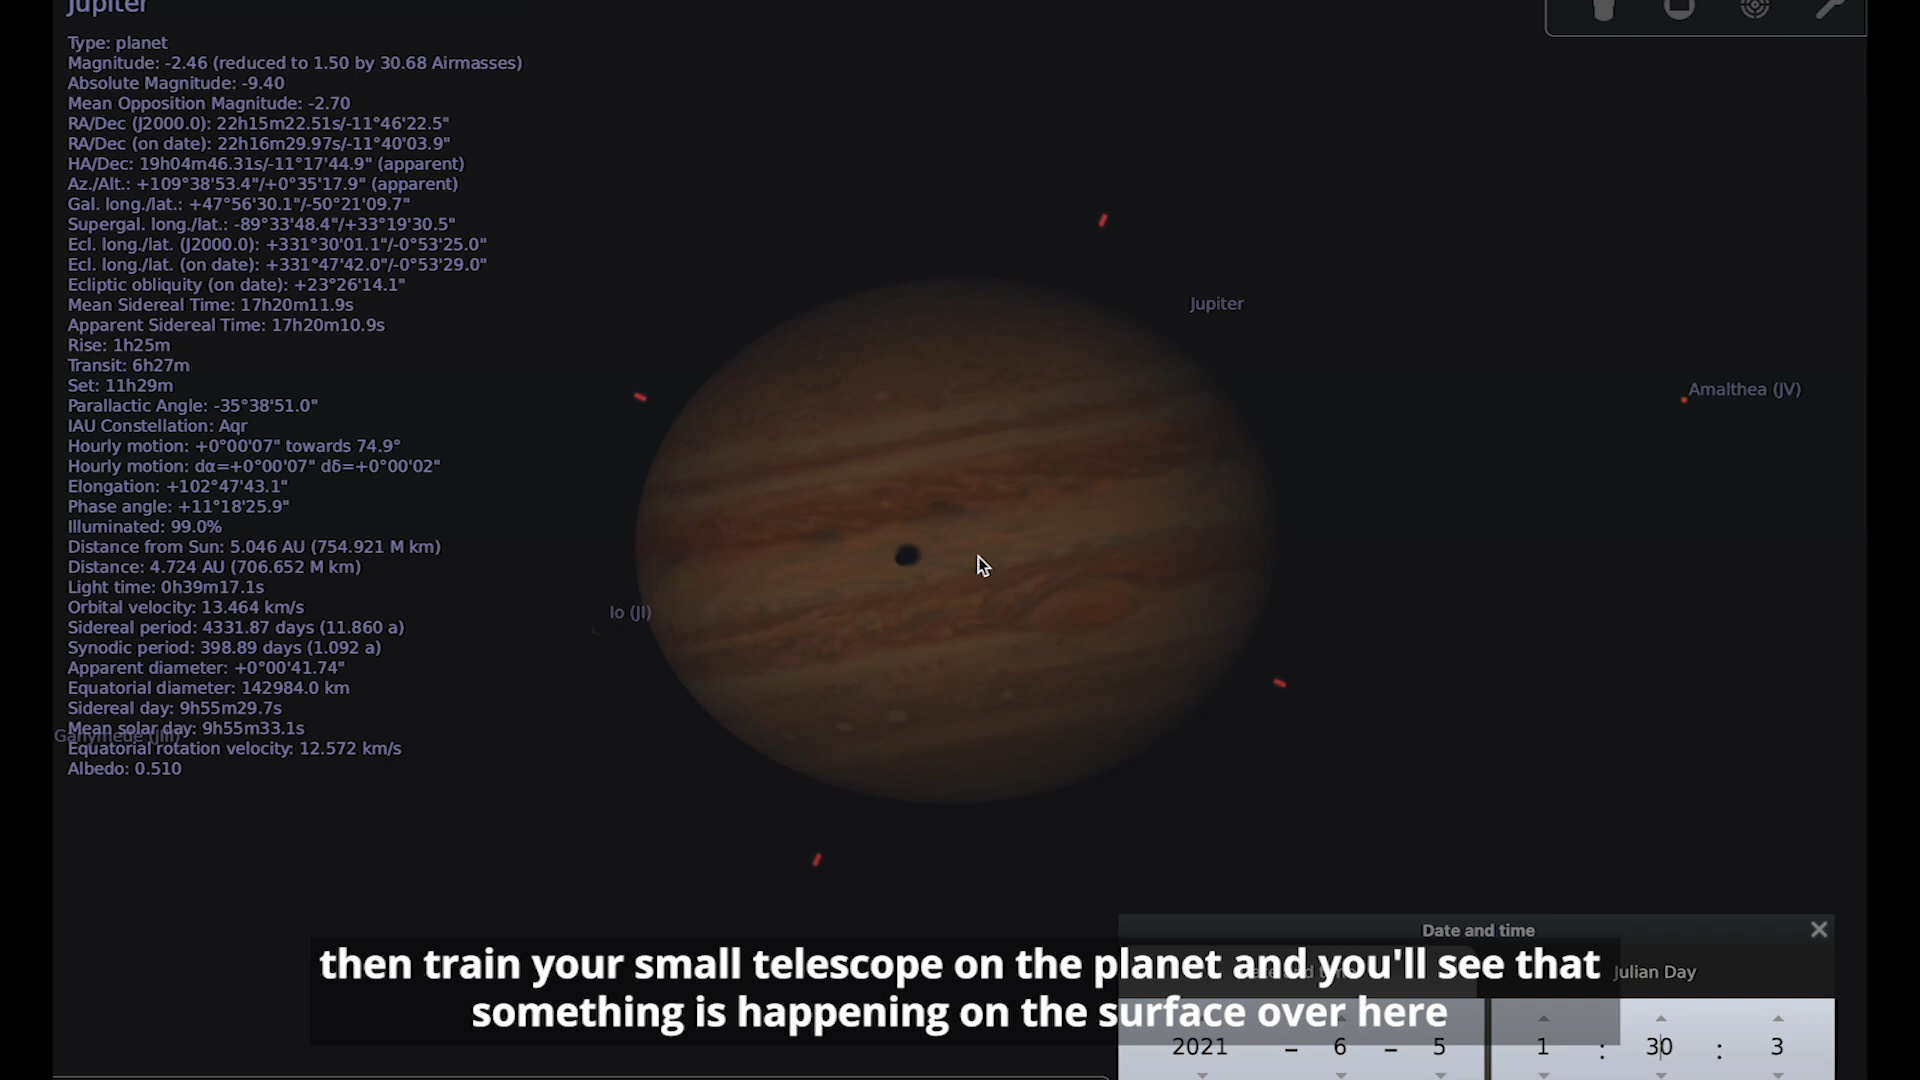 Jupiter
Type: planet
Magnitude: -2.46 (reduced to 1.50 by 30.68 Airmasses)
Absolute Magnitude: -9.40
Mean Opposition Magnitude: -2.70
RA/Dec (J2000.0): 22h15m22.51s/-11°46'22.5"
RA/Dec (on date): 22h16m29.97s/-11°40'03.9"
HA/Dec: 19h04m46.31s/-11°17'44.9" (apparent)
Az./Alt.: +109°38'53.4"/+0°35'17.9" (apparent)
Gal. long./lat.: +47°56'30.1"/-50°21'09.7"
Supergal. long./lat.: -89°33'48.4"/+33°19'30.5"
Ecl. long./lat. (J2000.0): +331°30'01.1"/-0°53'25.0"
Ecl. long./lat. (on date): +331°47'42.0"/-0°53'29.0"
Ecliptic obliquity (on date): +23°26'14.1"
Mean Sidereal Time: 17h20m11.9s
Apparent Sidereal Time: 17h20m10.9s
Rise: 1h25m
Transit: 6h27m
Set: 11h29m
Parallactic Angle: -35°38'51.0"
IAU Constellation: Aqr
Hourly motion: +0°00'07" towards 74.9°
Hourly motion: dα=+0°00'07" dδ=+0°00'02"
Elongation: +102°47'43.1"
Phase angle: +11°18'25.9"
Illuminated: 99.0%
Distance from Sun: 5.046 AU (754.921 M km)
Distance: 4.724 AU (706.652 M km)
Light time: 0h39m17.1s
Orbital velocity: 13.464 km/s
Sidereal period: 4331.87 days (11.860 a)
Synodic period: 398.89 days (1.092 a)
Apparent diameter: +0°00'41.74"
Equatorial diameter: 142984.0 km
Sidereal day: 9h55m29.7s
Mean solar day: 9h55m33.1s
Ganymede (JIII)
Equatorial rotation velocity: 12.572 km/s
Albedo: 0.510
Jupiter
Amalthea (JV)
Io (JI)
Date and time
Julian Day
then train your small telescope on the planet and you'll see that
something is happening on the surface over here
2021 – 6 – 5 1 : 30 : 3